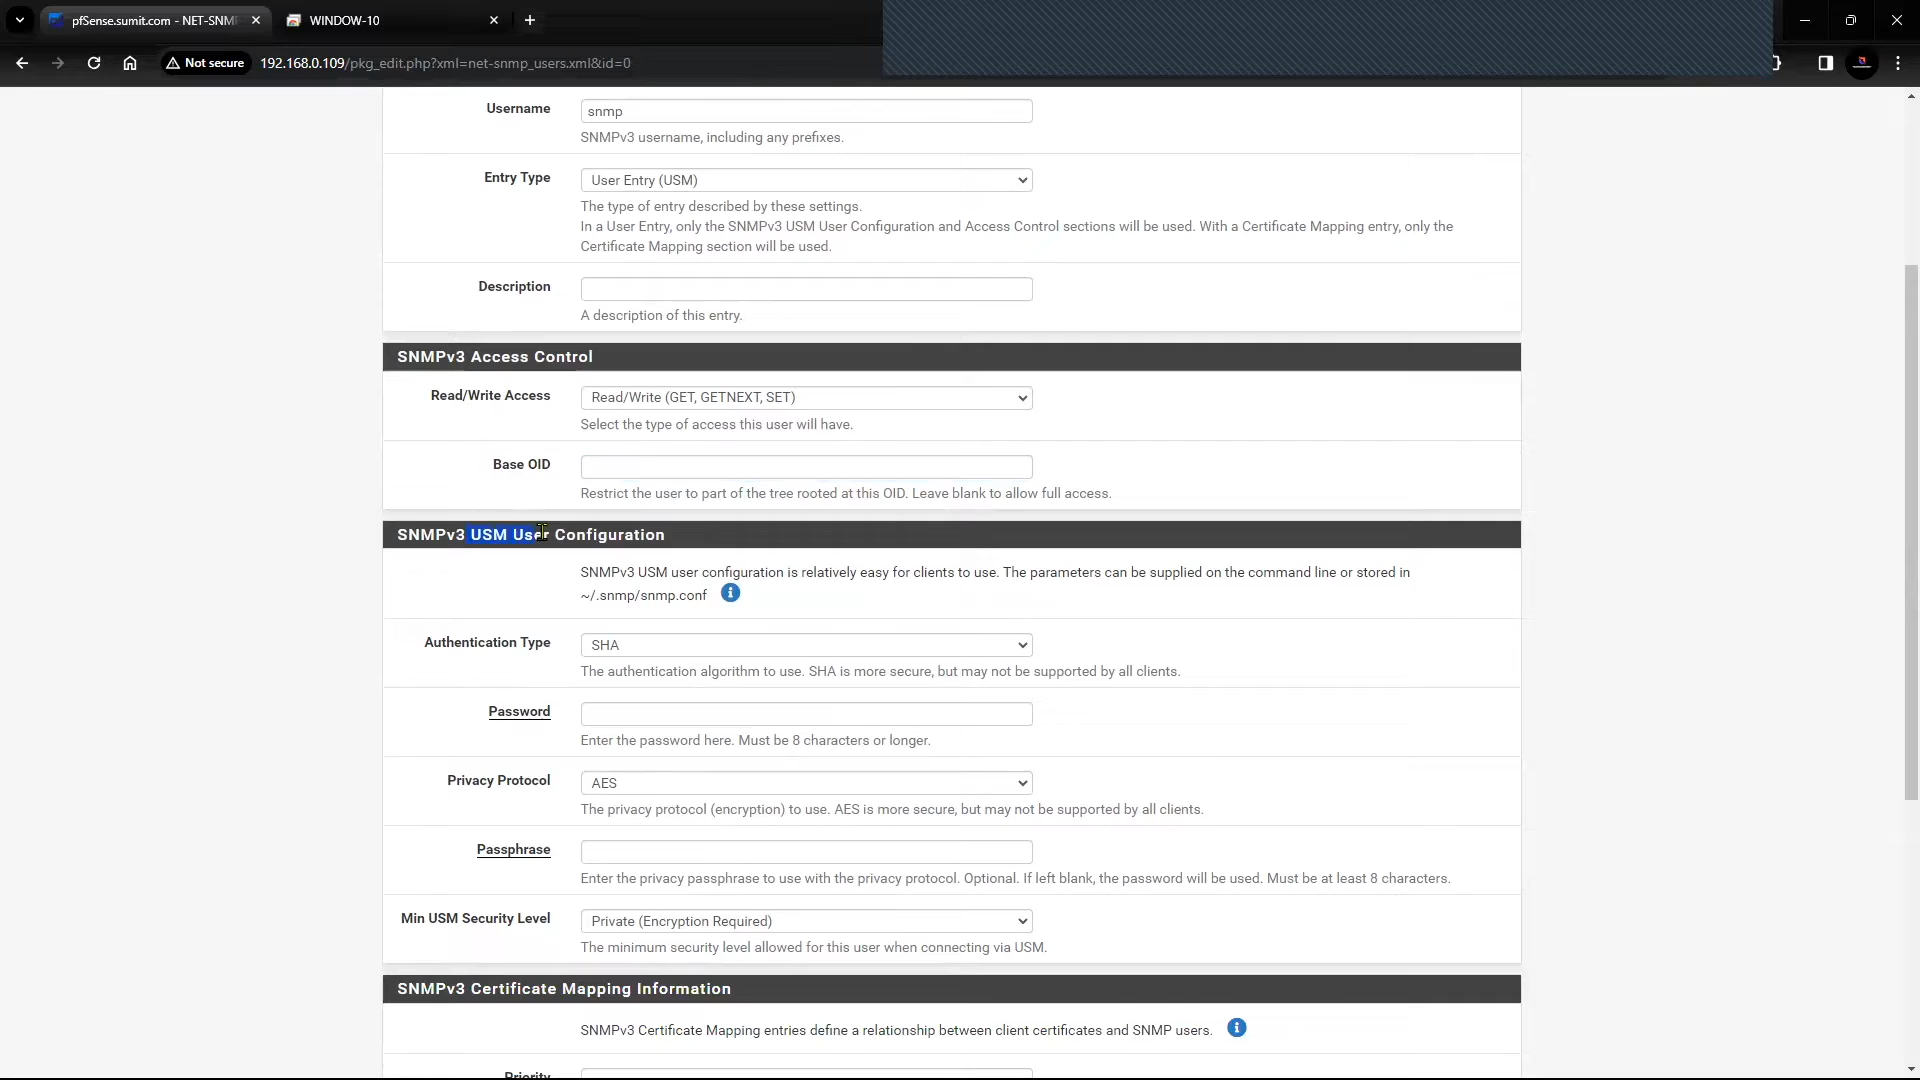 pfSense.sumit.com - NET-SNM
WINDOW-10
Not secure
192.168.0.109/pkg_edit.php?xml=net-snmp_users.xml&id=0
Username
snmp
SNMPv3 username, including any prefixes.
Entry Type
User Entry (USM)
The type of entry described by these settings.
In a User Entry, only the SNMPv3 USM User Configuration and Access Control sections will be used. With a Certificate Mapping entry, only the
Certificate Mapping section will be used.
Description
A description of this entry.
SNMPv3 Access Control
Read/Write Access
Read/Write (GET, GETNEXT, SET)
Select the type of access this user will have.
Base OID
Restrict the user to part of the tree rooted at this OID. Leave blank to allow full access.
SNMPv3 USM User Configuration
SNMPv3 USM user configuration is relatively easy for clients to use. The parameters can be supplied on the command line or stored in
~/.snmp/snmp.conf
Authentication Type
SHA
The authentication algorithm to use. SHA is more secure, but may not be supported by all clients.
Password
Enter the password here. Must be 8 characters or longer.
Privacy Protocol
AES
The privacy protocol (encryption) to use. AES is more secure, but may not be supported by all clients.
Passphrase
Enter the privacy passphrase to use with the privacy protocol. Optional. If left blank, the password will be used. Must be at least 8 characters.
Min USM Security Level
Private (Encryption Required)
The minimum security level allowed for this user when connecting via USM.
SNMPv3 Certificate Mapping Information
SNMPv3 Certificate Mapping entries define a relationship between client certificates and SNMP users.
Priority